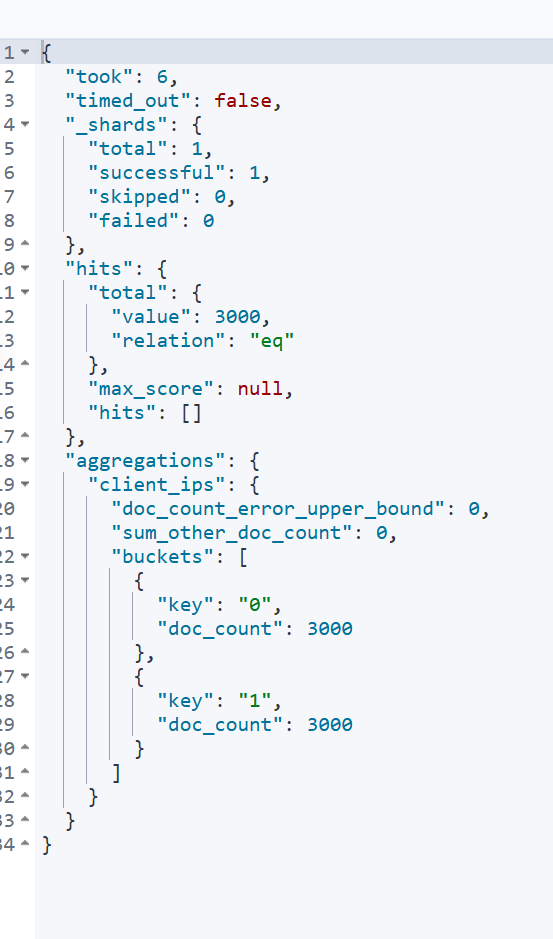 1 {
2 "took": 6,
3 "timed_out": false,
4 "_shards": {
5 "total": 1,
6 "successful": 1,
7 "skipped": 0,
8 "failed": 0
9 },
10 "hits": {
11 "total": {
12 "value": 3000,
13 "relation": "eq"
14 },
15 "max_score": null,
16 "hits": []
17 },
18 "aggregations": {
19 "client_ips": {
20 "doc_count_error_upper_bound": 0,
21 "sum_other_doc_count": 0,
22 "buckets": [
23 {
24 "key": "0",
25 "doc_count": 3000
26 },
27 {
28 "key": "1",
29 "doc_count": 3000
30 }
31 ]
32 }
33 }
34 }